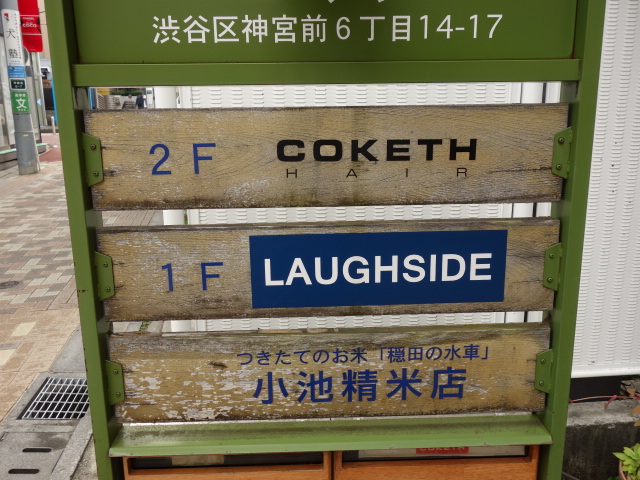 渋谷区神宮前6丁目14-17
2F COKETH
HAIR
1F LAUGHSIDE
つきたてのお米「穏田の水車」
小池精米店
COKETH